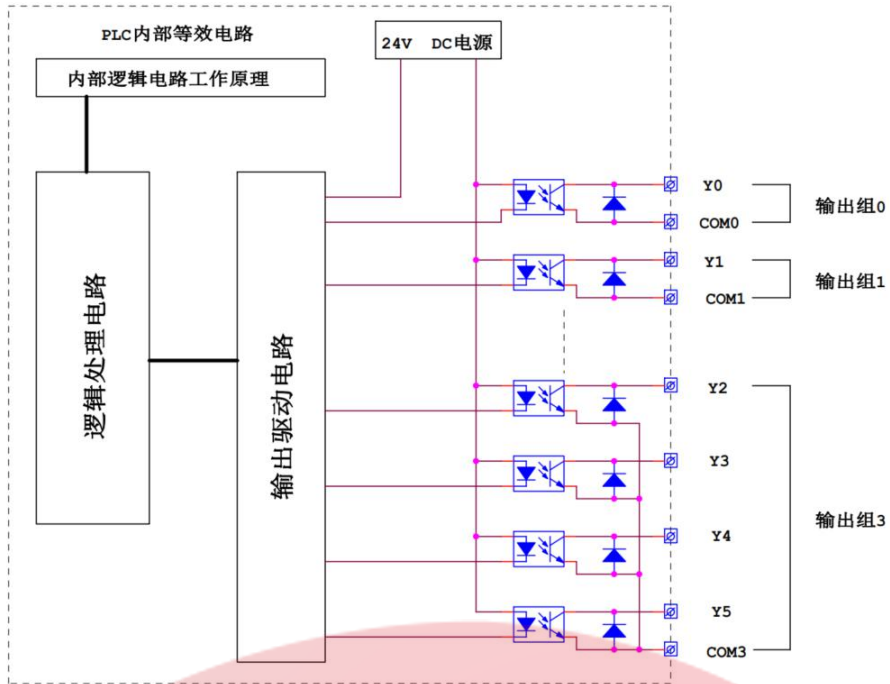 PLC内部等效电路
24V DC电源
内部逻辑电路工作原理
逻辑处理电路
输出驱动电路
Y0
COM0
输出组0
Y1
COM1
输出组1
Y2
Y3
Y4
Y5
COM3
输出组3